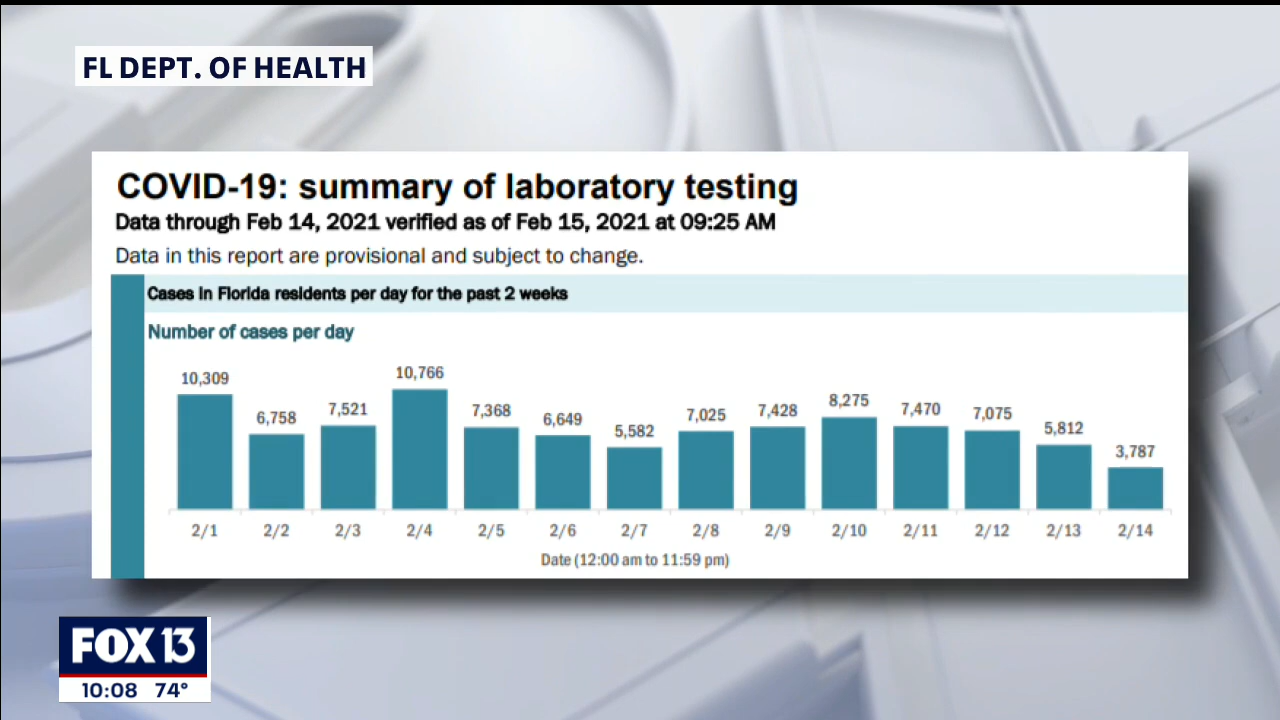 FL DEPT. OF HEALTH
COVID-19: summary of laboratory testing
Data through Feb 14, 2021 verified as of Feb 15, 2021 at 09:25 AM
Data in this report are provisional and subject to change.
Cases in Florida residents per day for the past 2 weeks
Number of cases per day
10,309 6,758 7,521 10,766 7,368 6,649 5,582 7,025 7,428 8,275 7,470 7,075 5,812 3,787
2/1 2/2 2/3 2/4 2/5 2/6 2/7 2/8 2/9 2/10 2/11 2/12 2/13 2/14
Date (12:00 am to 11:59 pm)
FOX 13
10:08 74°